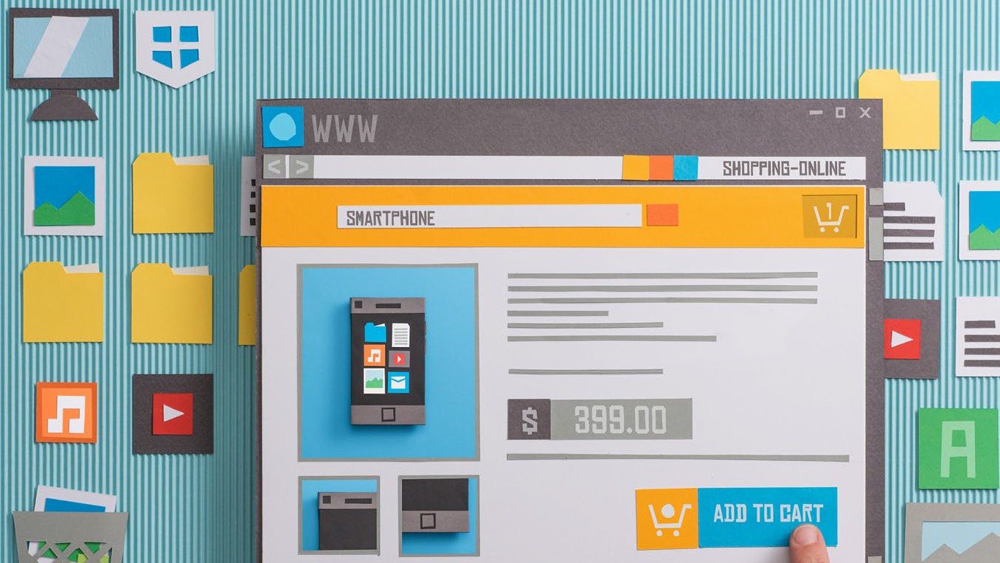 WWW
< >
SHOPPING-ONLINE
SMARTPHONE
1
$ 399.00
A
ADD TO CART